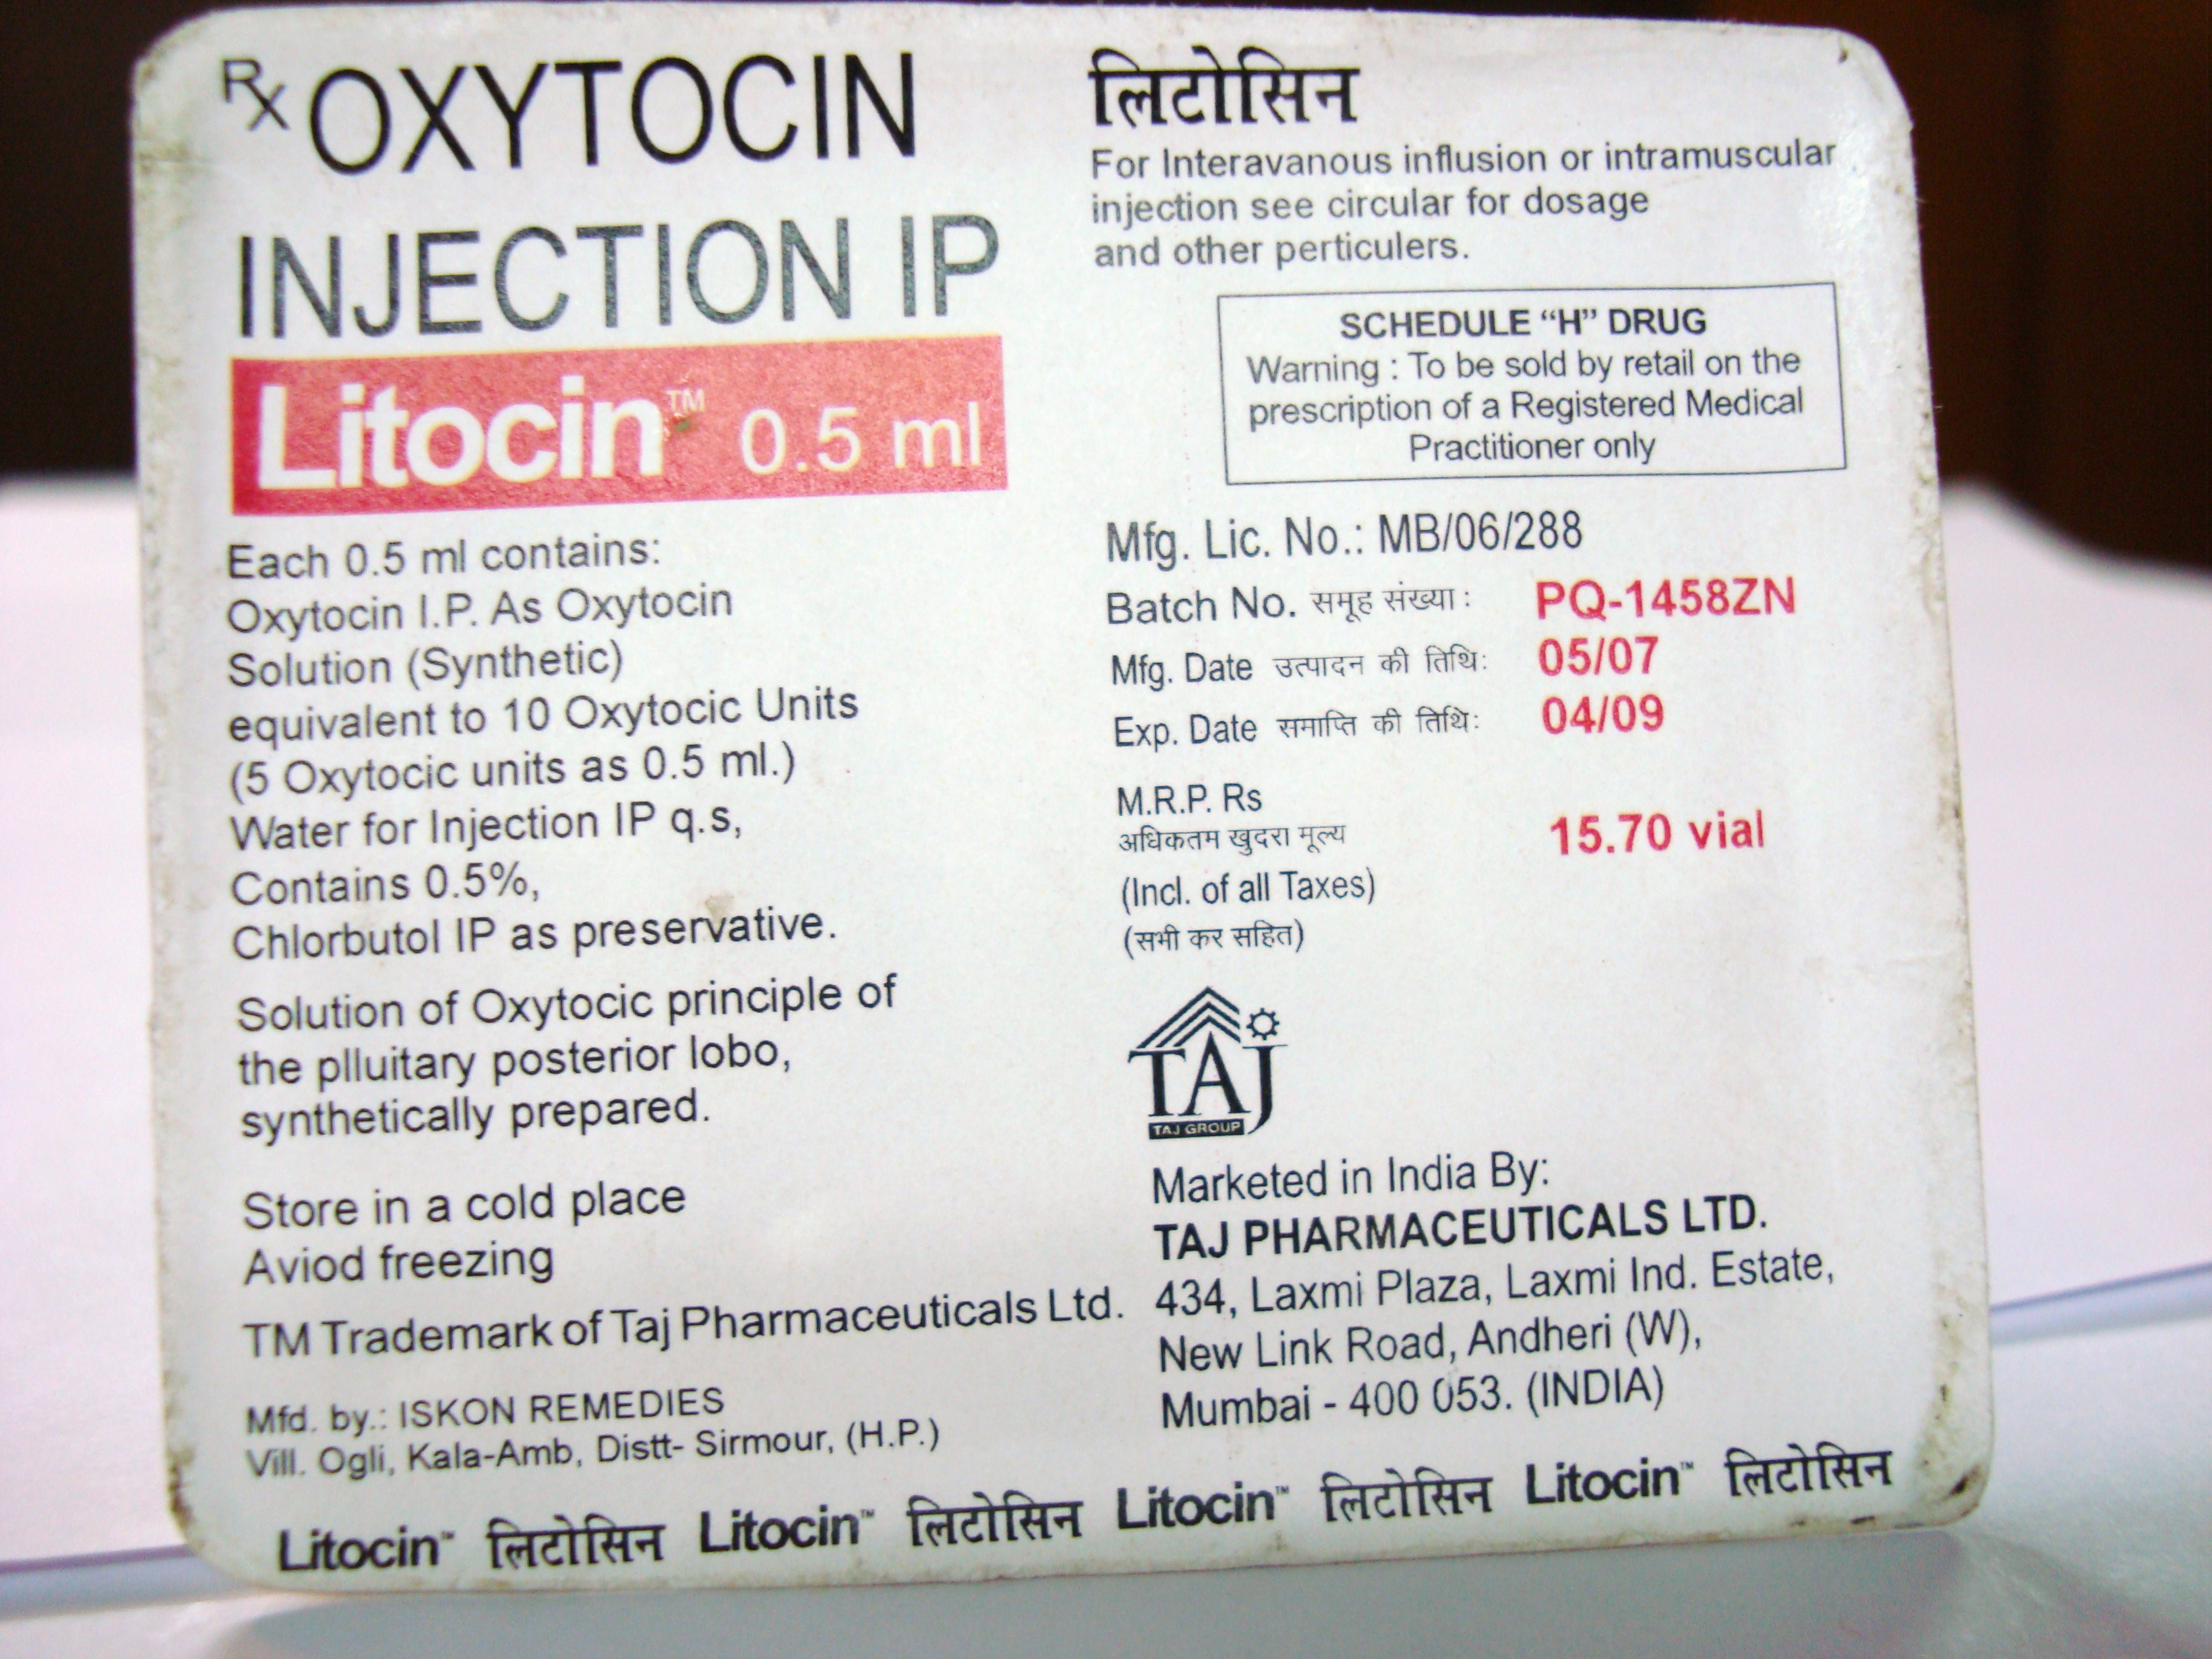 Rx OXYTOCIN
INJECTION IP
Litocin™ 0.5 ml
Each 0.5 ml contains:
Oxytocin I.P. As Oxytocin
Solution (Synthetic)
equivalent to 10 Oxytocic Units
(5 Oxytocic units as 0.5 ml.)
Water for Injection IP q.s,
Contains 0.5%,
Chlorbutol IP as preservative.
Solution of Oxytocic principle of
the plluitary posterior lobo,
synthetically prepared.
Store in a cold place
Aviod freezing
TM Trademark of Taj Pharmaceuticals Ltd.
Mfd. by.: ISKON REMEDIES
Vill. Ogli, Kala-Amb, Distt- Sirmour, (H.P.)
लिटोसिन
For Interavanous influsion or intramuscular
injection see circular for dosage
and other perticulers.
SCHEDULE “H” DRUG
Warning : To be sold by retail on the
prescription of a Registered Medical
Practitioner only
Mfg. Lic. No.: MB/06/288
Batch No. समूह संख्या : PQ-1458ZN
Mfg. Date उत्पादन की तिथि: 05/07
Exp. Date समाप्ति की तिथि: 04/09
M.R.P. Rs
अधिकतम खुदरा मूल्य 15.70 vial
(Incl. of all Taxes)
(सभी कर सहित)
TAJ
TAJ GROUP
Marketed in India By:
TAJ PHARMACEUTICALS LTD.
434, Laxmi Plaza, Laxmi Ind. Estate,
New Link Road, Andheri (W),
Mumbai - 400 053. (INDIA)
Litocin™ लिटोसिन Litocin™ लिटोसिन Litocin™ लिटोसिन Litocin™ लिटोसिन